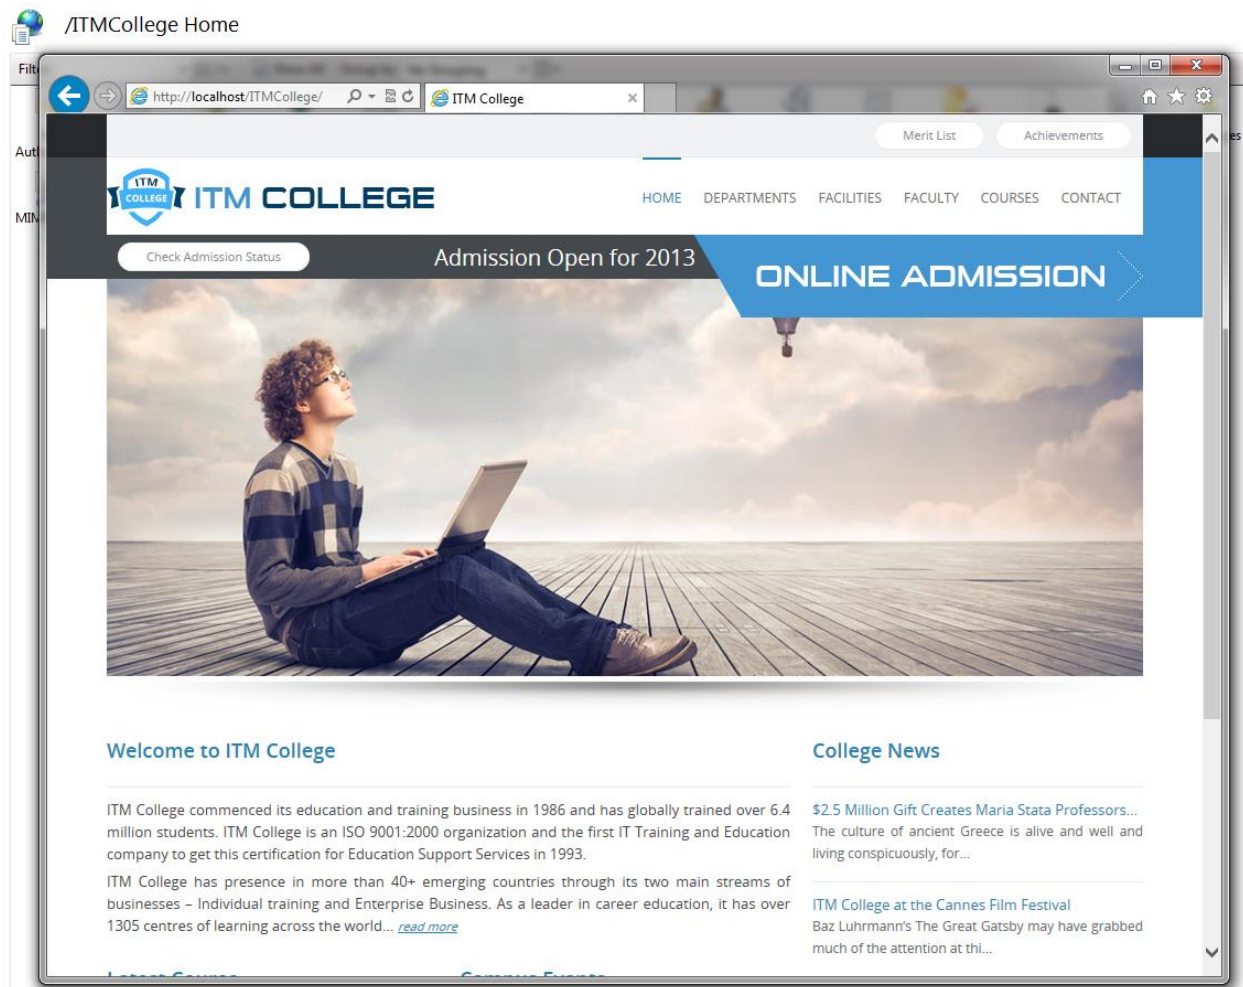 /ITMCollege Home
Filte
http://localhost/ITMCollege/
ITM College
Auth
es
MIM
Merit List
Achievements
ITM
COLLEGE
ITM COLLEGE
HOME DEPARTMENTS FACILITIES FACULTY COURSES CONTACT
Check Admission Status
Admission Open for 2013
ONLINE ADMISSION
Welcome to ITM College
ITM College commenced its education and training business in 1986 and has globally trained over 6.4
million students. ITM College is an ISO 9001:2000 organization and the first IT Training and Education
company to get this certification for Education Support Services in 1993.
ITM College has presence in more than 40+ emerging countries through its two main streams of
businesses – Individual training and Enterprise Business. As a leader in career education, it has over
1305 centres of learning across the world... read more
College News
$2.5 Million Gift Creates Maria Stata Professors...
The culture of ancient Greece is alive and well and
living conspicuously, for...
ITM College at the Cannes Film Festival
Baz Luhrmann's The Great Gatsby may have grabbed
much of the attention at thi...
Latest Course
Campus Events